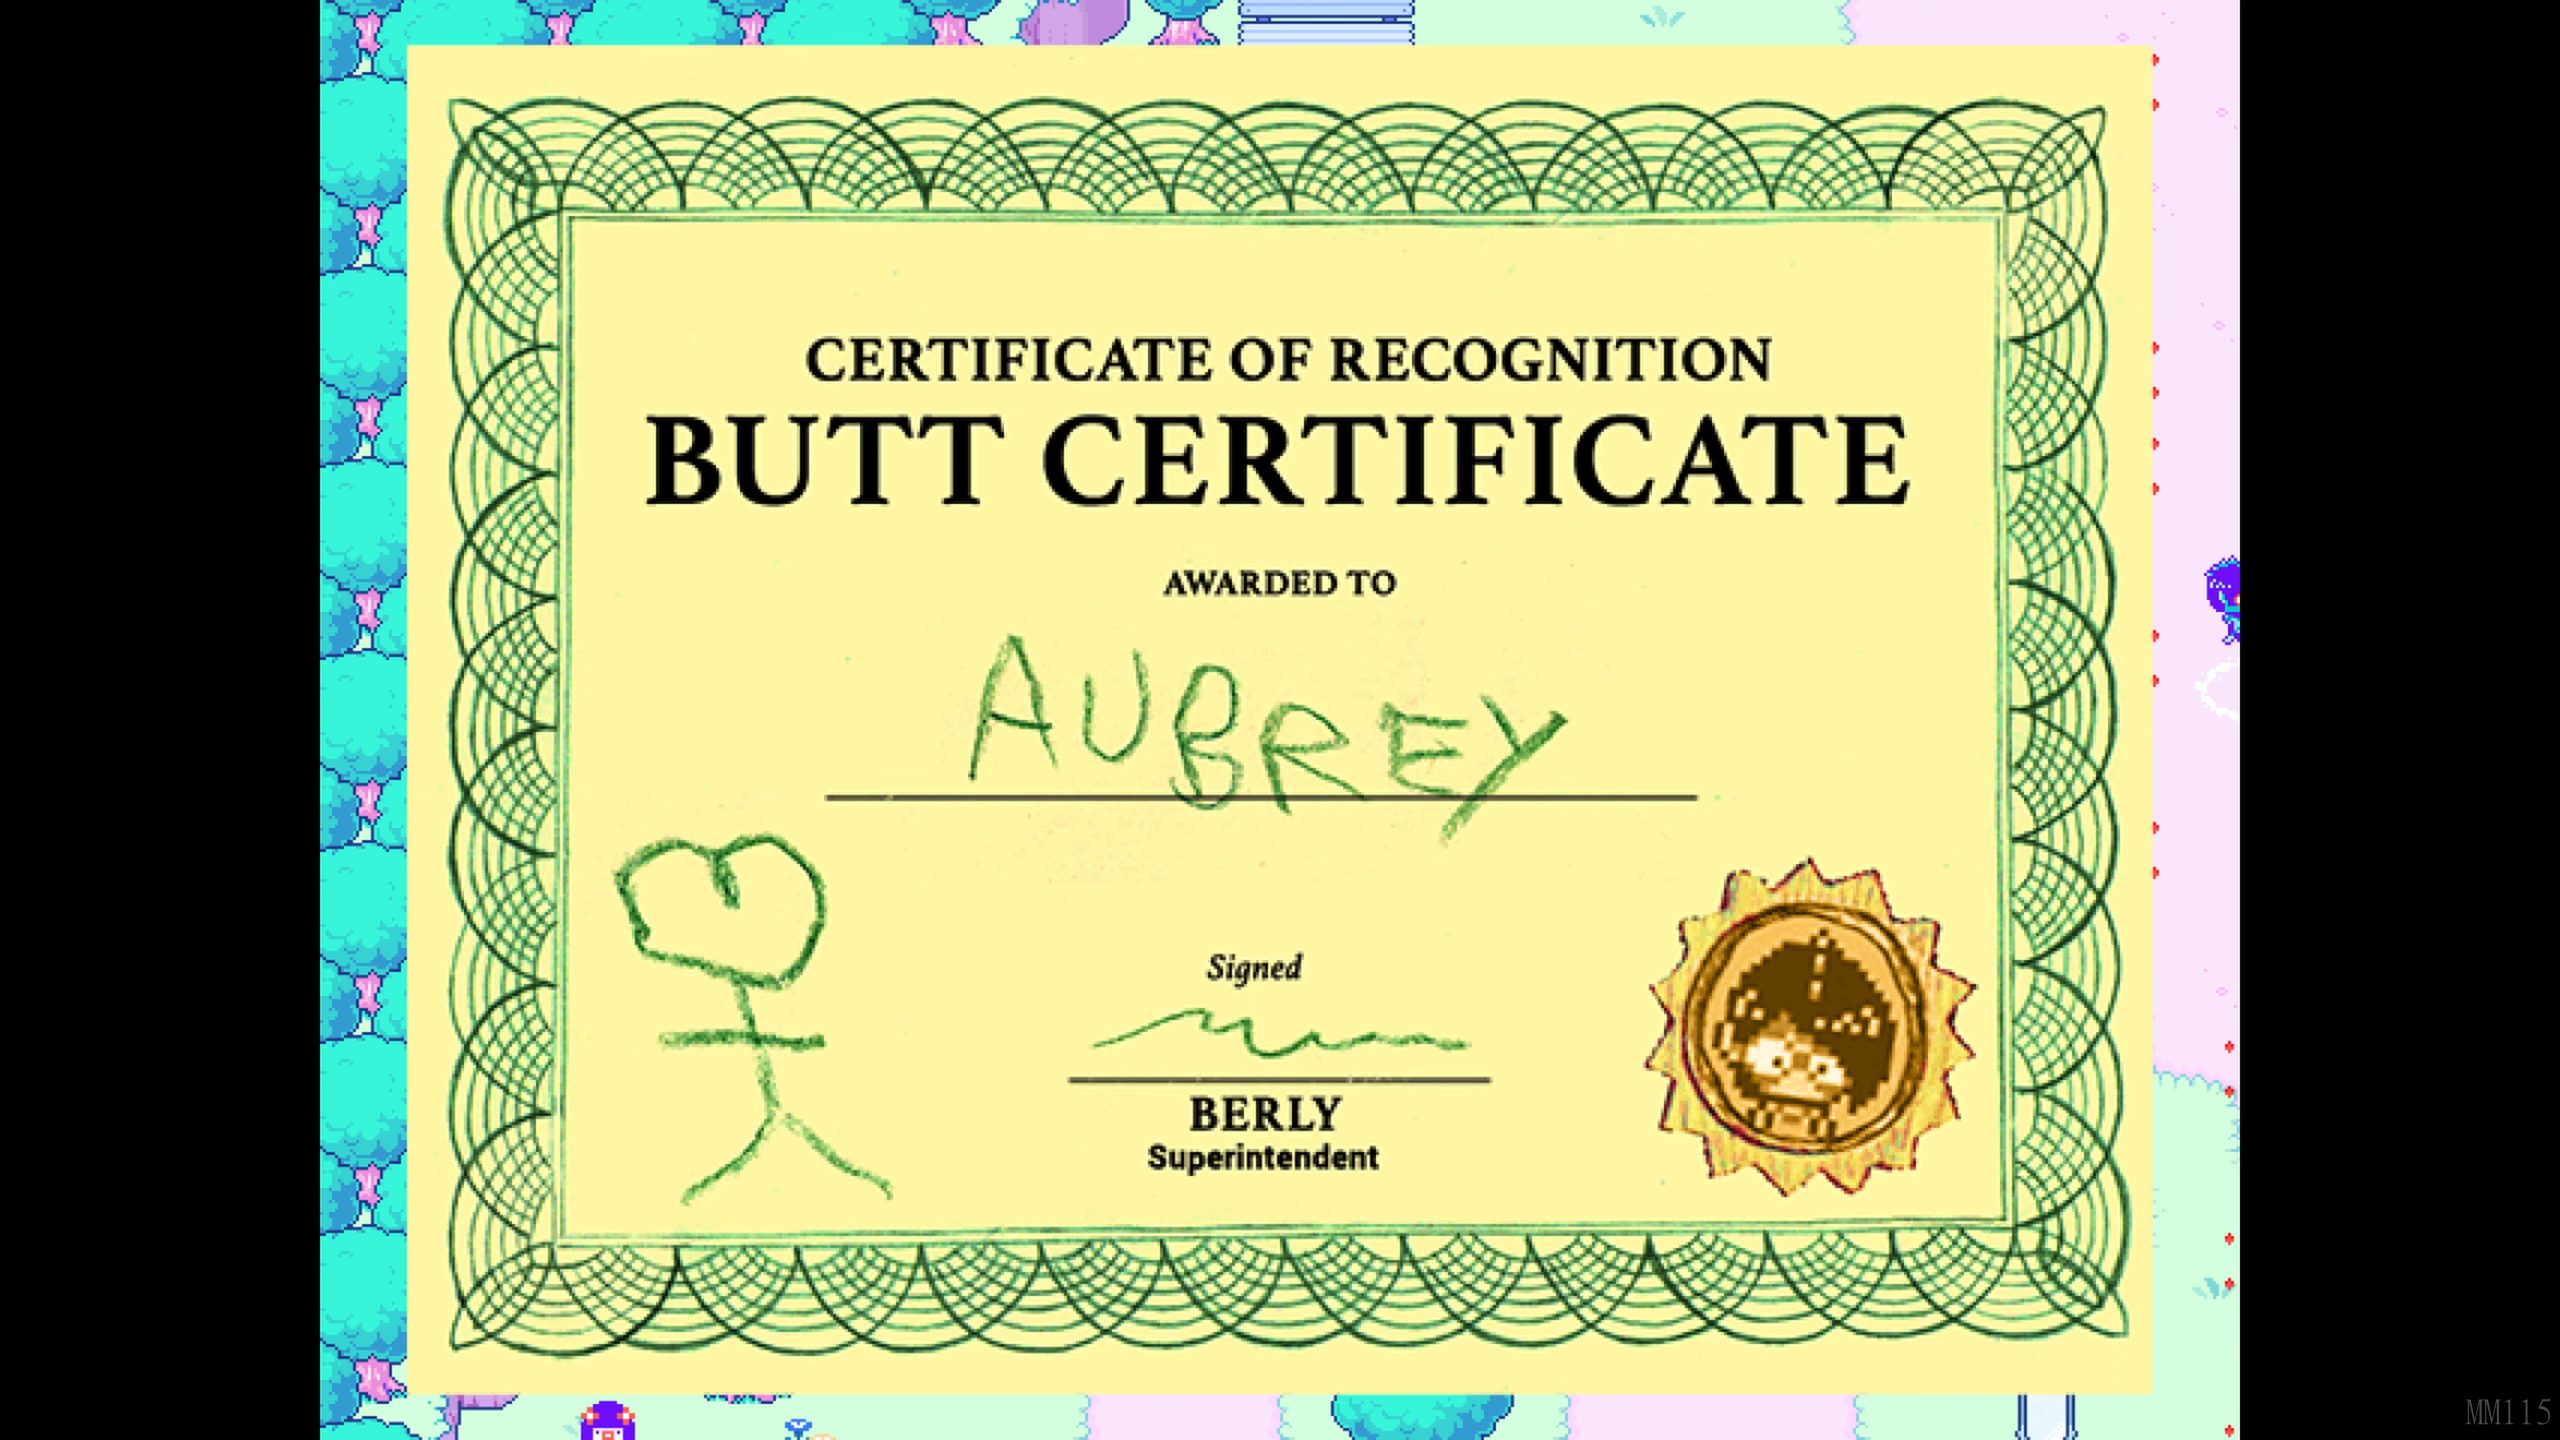 CERTIFICATE OF RECOGNITION
BUTT CERTIFICATE
AWARDED TO
AUBREY
Signed
BERLY
Superintendent
MM115